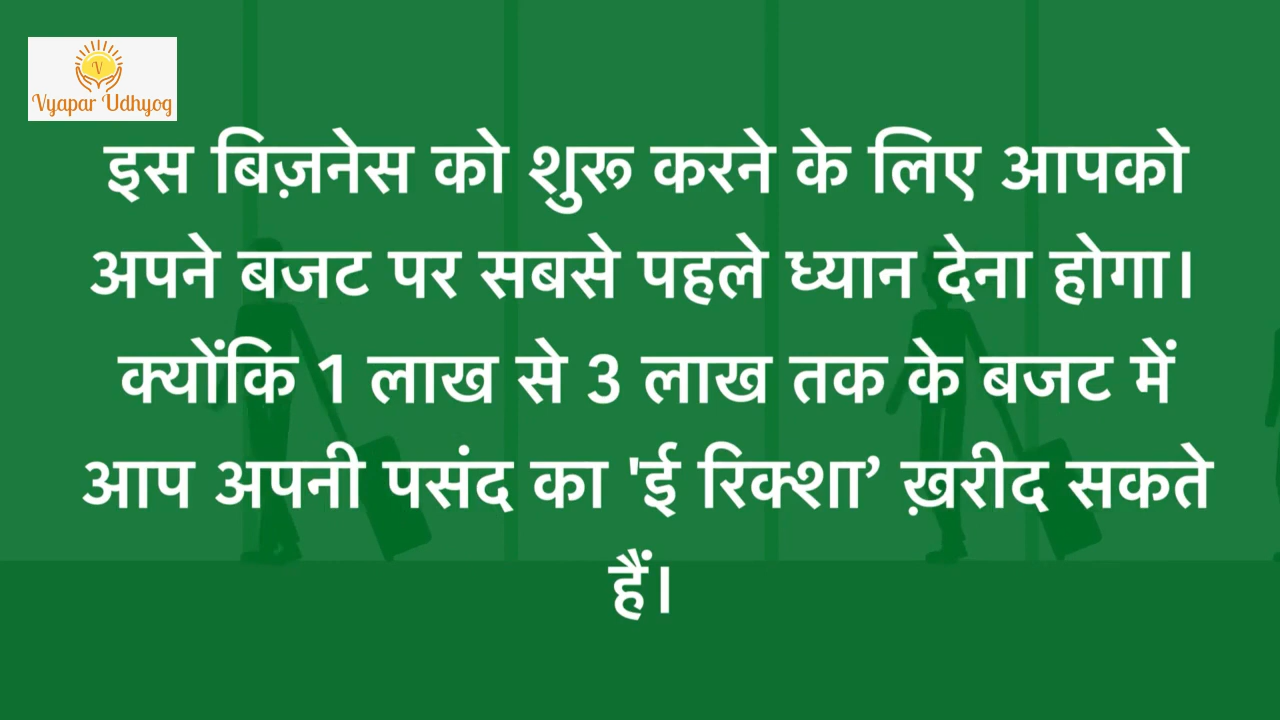 V
Vyapar Udhyog
इस बिज़नेस को शुरू करने के लिए आपको
अपने बजट पर सबसे पहले ध्यान देना होगा।
क्योंकि 1 लाख से 3 लाख तक के बजट में
आप अपनी पसंद का 'ई रिक्शा’ ख़रीद सकते
हैं।